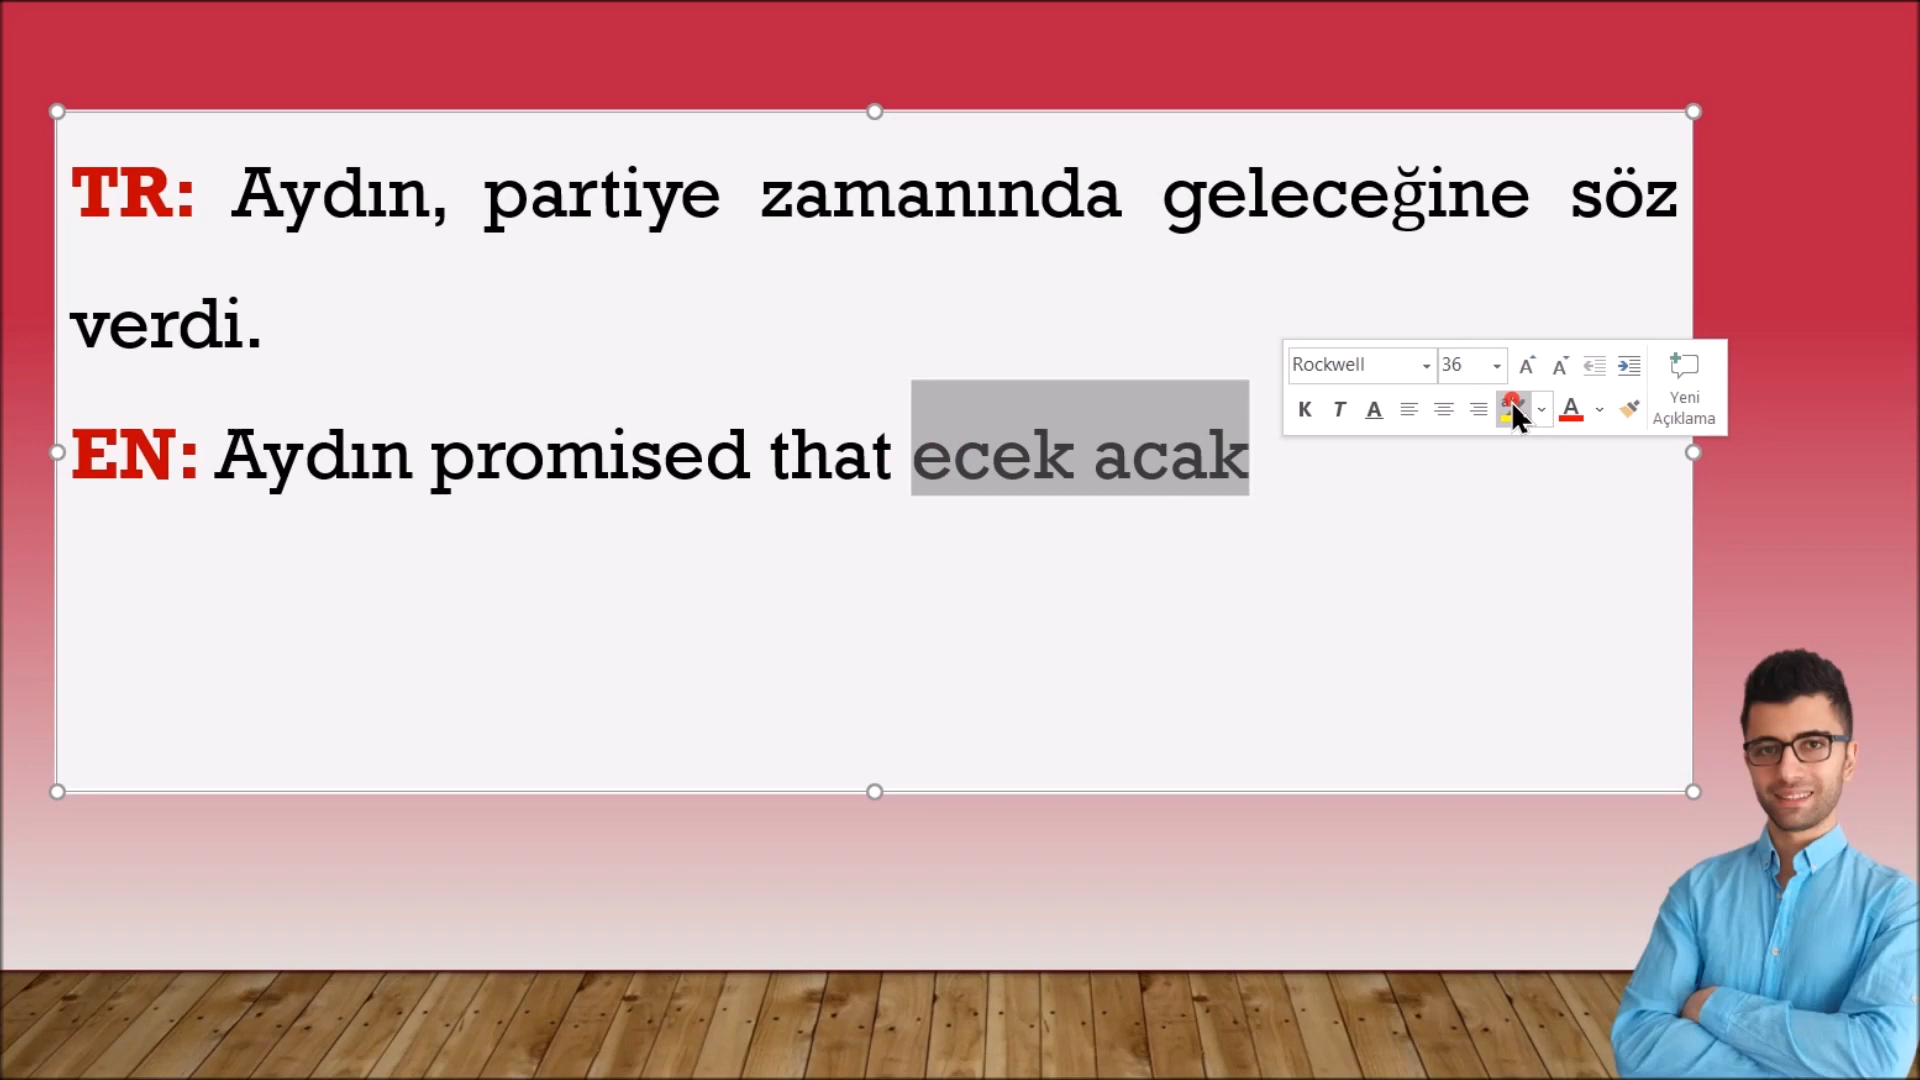 TR: Aydın, partiye zamanında geleceğine söz
verdi.
Rockwell 36
K T A A
Yeni
Açıklama
EN: Aydın promised that ecek acak